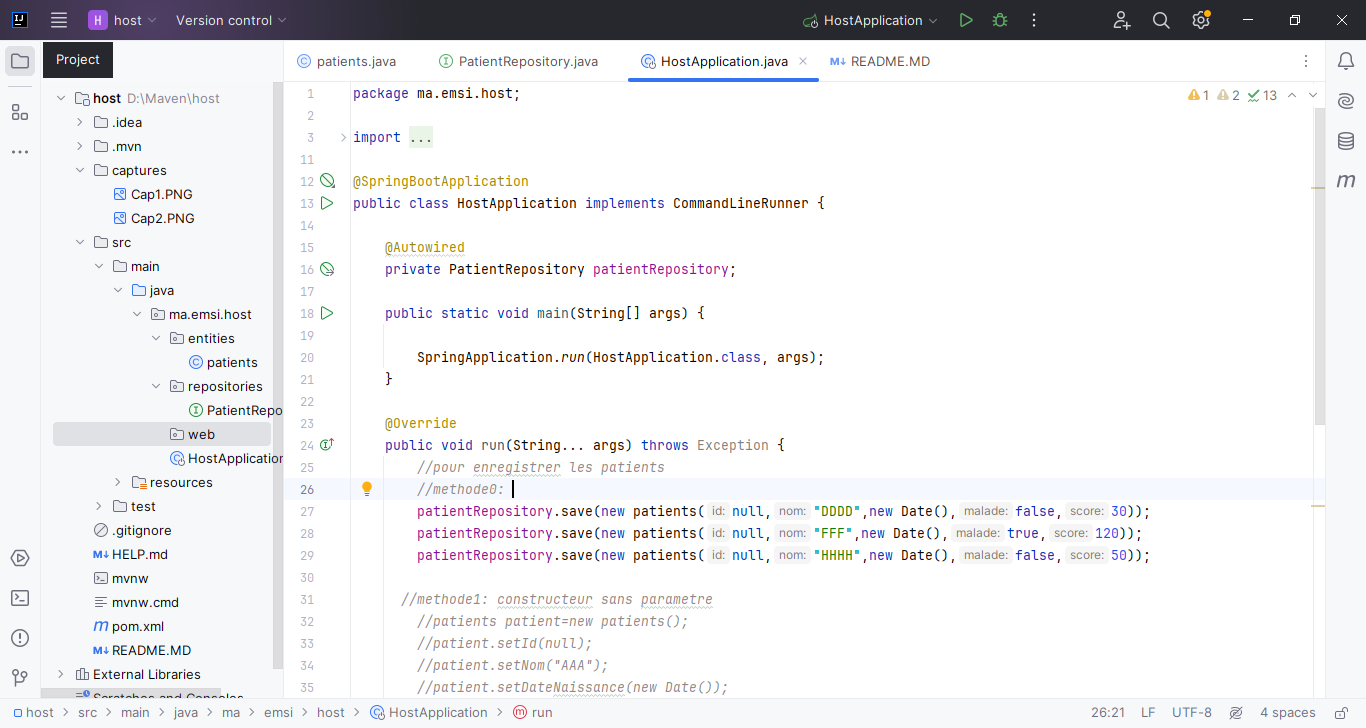 H host Version control HostApplication
Project
patients.java PatientRepository.java HostApplication.java README.MD
host D:\Maven\host
.idea
.mvn
captures
Cap1.PNG
Cap2.PNG
src
main
java
ma.emsi.host
entities
patients
repositories
PatientRepo
web
HostApplication
resources
test
.gitignore
HELP.md
mvnw
mvnw.cmd
pom.xml
README.MD
External Libraries
Scratches and Consoles
1 package ma.emsi.host; 1 2 13
2
3 import ...
11
12 @SpringBootApplication
13 public class HostApplication implements CommandLineRunner {
14
15 @Autowired
16 private PatientRepository patientRepository;
17
18 public static void main(String[] args) {
19
20 SpringApplication.run(HostApplication.class, args);
21 }
22
23 @Override
24 public void run(String... args) throws Exception {
25 //pour enregistrer les patients
26 //methode0:
27 patientRepository.save(new patients( id: null, nom: "DDDD",new Date(), malade: false, score: 30));
28 patientRepository.save(new patients( id: null, nom: "FFF",new Date(), malade: true, score: 120));
29 patientRepository.save(new patients( id: null, nom: "HHHH",new Date(), malade: false, score: 50));
30
31 //methode1: constructeur sans parametre
32 //patients patient=new patients();
33 //patient.setId(null);
34 //patient.setNom("AAA");
35 //patient.setDateNaissance(new Date());
host > src > main > java > ma > emsi > host > HostApplication > run 26:21 LF UTF-8 4 spaces